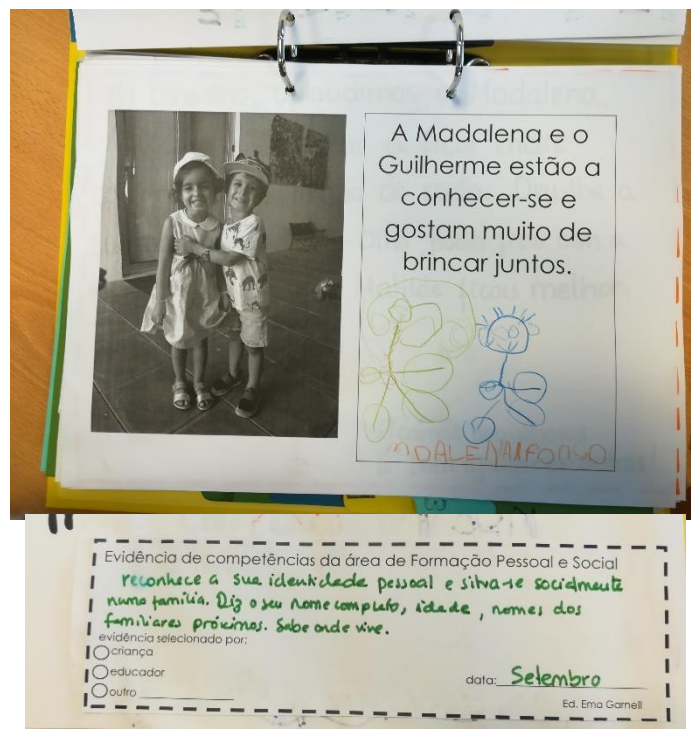 A Madalena e o
Guilherme estão a
conhecer-se e
gostam muito de
brincar juntos.
MDALENAAFONÇO
Evidência de competências da área de Formação Pessoal e Social
reconhece a sua identidade pessoal e situa-se socialmente
numa família. Diz o seu nome completo, idade, nomes dos
familiares próximos. Sabe onde vive.
evidência selecionado por:
criança
educador
outro
data: Setembro
Ed. Ema Garnell